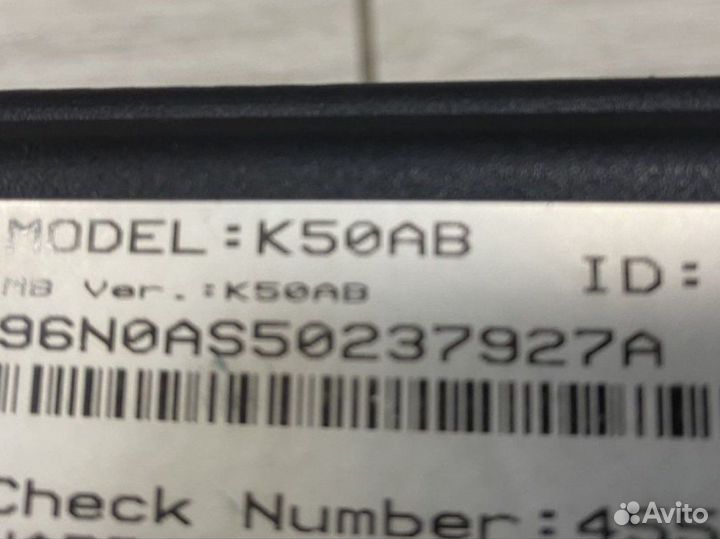 MODEL:K50AB
ID:
MB Ver.:K50AB
96N0AS50237927A
Check Number:
Avito